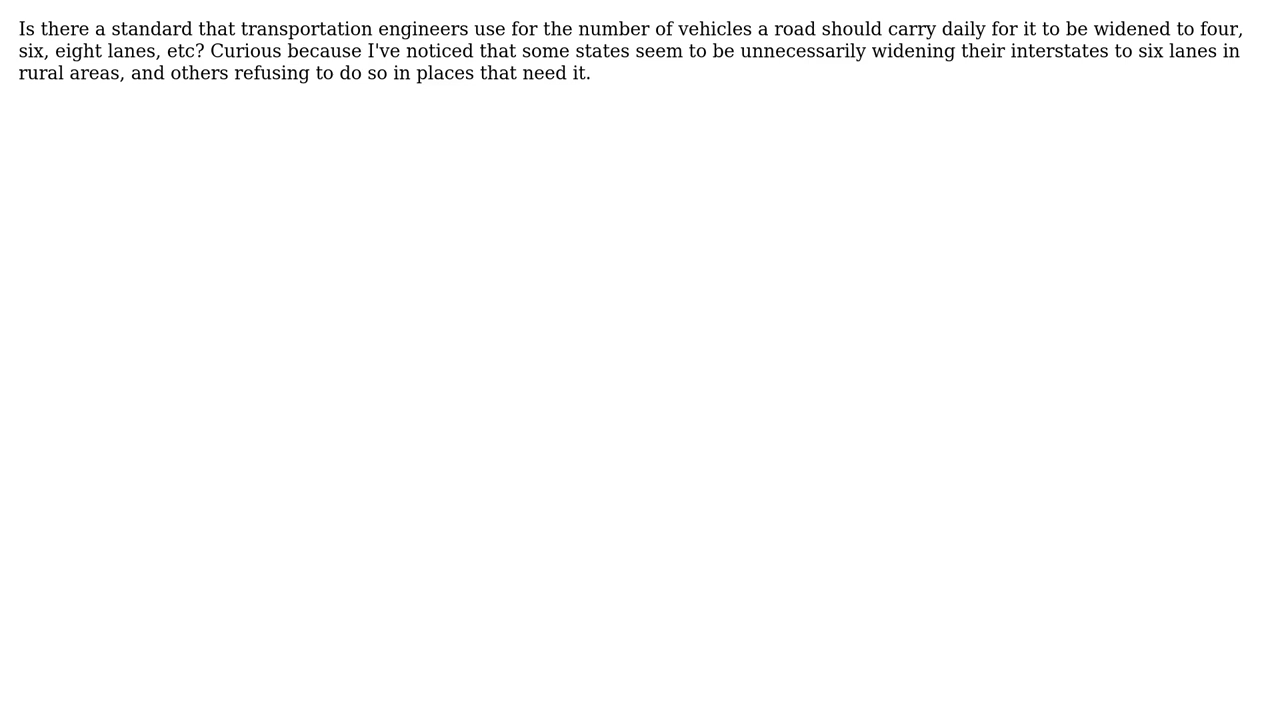 Is there a standard that transportation engineers use for the number of vehicles a road should carry daily for it to be widened to four,
six, eight lanes, etc? Curious because I've noticed that some states seem to be unnecessarily widening their interstates to six lanes in
rural areas, and others refusing to do so in places that need it.